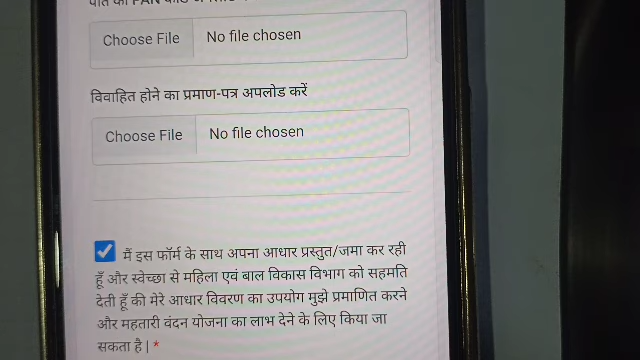 Choose File No file chosen
विवाहित होने का प्रमाण-पत्र अपलोड करें
Choose File No file chosen
मैं इस फॉर्म के साथ अपना आधार प्रस्तुत/जमा कर रही
हूँ और स्वेच्छा से महिला एवं बाल विकास विभाग को सहमति
देती हूँ की मेरे आधार विवरण का उपयोग मुझे प्रमाणित करने
और महतारी वंदन योजना का लाभ देने के लिए किया जा
सकता है | *